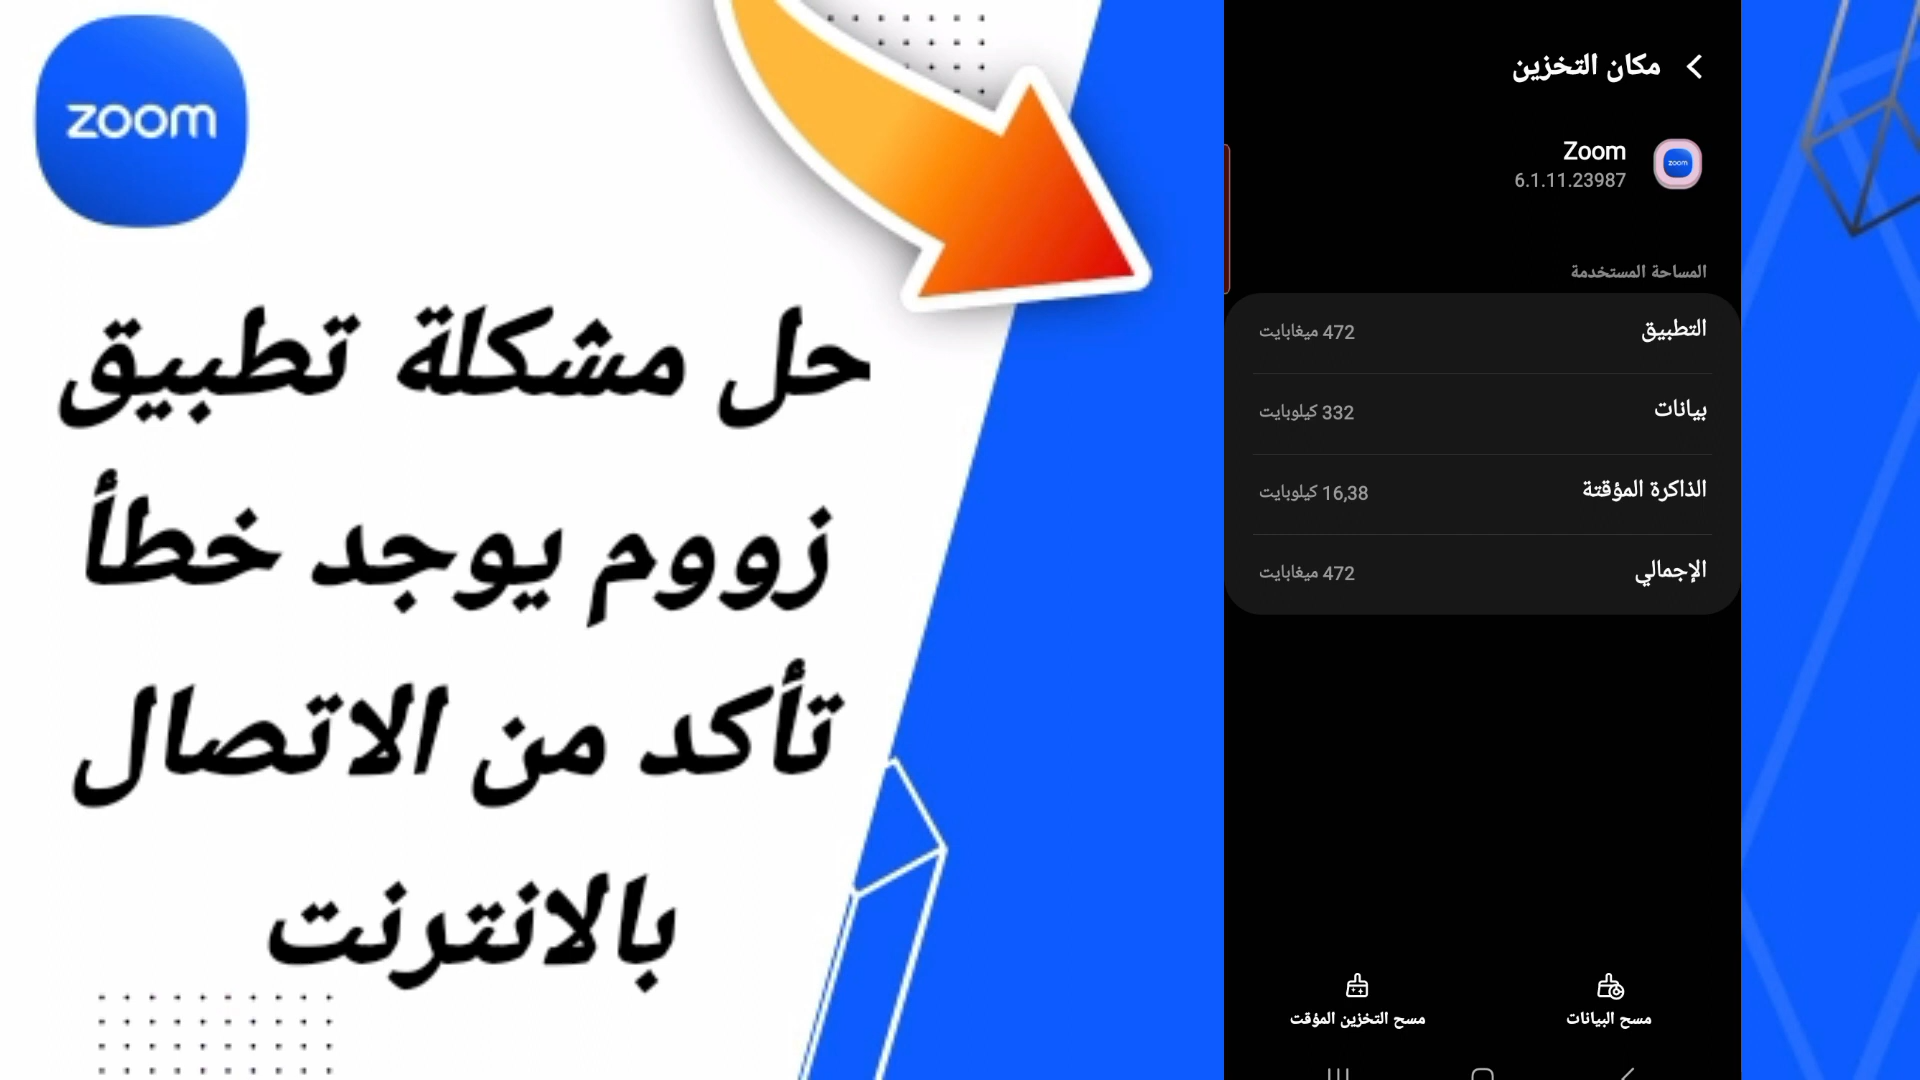 zoom
حل مشكلة تطبيق
زووم يوجد خطأ
تأكد من الاتصال
بالانترنت
مكان التخزين
Zoom
zoom
6.1.11.23987
المساحة المستخدمة
التطبيق 472 ميغابايت
بيانات 332 كيلوبايت
الذاكرة المؤقتة 16,38 كيلوبايت
الإجمالي 472 ميغابايت
مسح البيانات مسح التخزين المؤقت